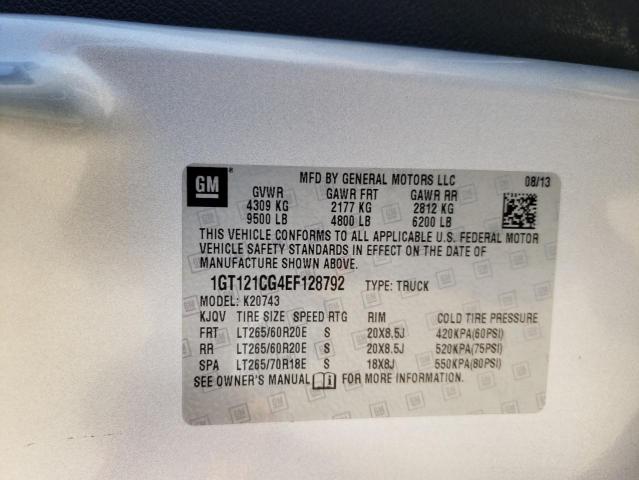 GM
MFD BY GENERAL MOTORS LLC 08/13
GVWR GAWR FRT GAWR RR
4309 KG 2177 KG 2812 KG
9500 LB 4800 LB 6200 LB
THIS VEHICLE CONFORMS TO ALL APPLICABLE U.S. FEDERAL MOTOR
VEHICLE SAFETY STANDARDS IN EFFECT ON THE DATE OF
MANUFACTURE SHOWN ABOVE.
1GT121CG4EF128792 TYPE: TRUCK
MODEL: K20743
KJQV TIRE SIZE SPEED RTG RIM COLD TIRE PRESSURE
FRT LT265/60R20E S 20X8.5J 420KPA(60PSI)
RR LT265/60R20E S 20X8.5J 520KPA(75PSI)
SPA LT265/70R18E S 18X8J 550KPA(80PSI)
SEE OWNER'S MANUAL FOR MORE INFORMATION.